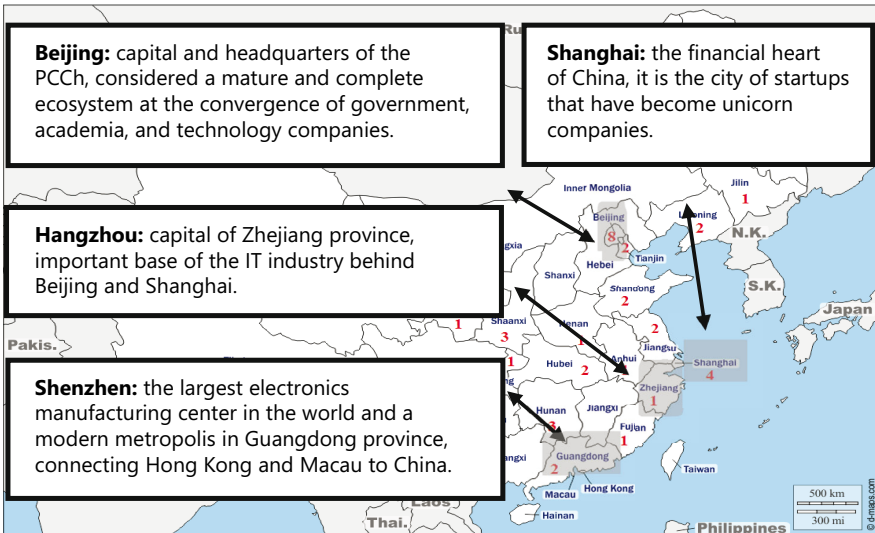 Ru
Beijing: capital and headquarters of the
PCCh, considered a mature and complete
ecosystem at the convergence of government,
academia, and technology companies.
Shanghai: the financial heart
of China, it is the city of startups
that have become unicorn
companies.
Hangzhou: capital of Zhejiang province,
important base of the IT industry behind
Beijing and Shanghai.
Shenzhen: the largest electronics
manufacturing center in the world and a
modern metropolis in Guangdong province,
connecting Hong Kong and Macau to China.
Inner Mongolia
Jilin
1
2
Beijing
8
2
Tianjin
Hebei
N.K.
S.K.
Japan
ngxia
Shanxi
Shandong
2
Pakis.
1
Shaanxi
3
Henan
1
2
Jiangsu
Anhui
Shanghai
4
1
Hubei
2
Zhejiang
1
ng
Hunan
3
Jiangxi
Fujian
1
angxi
Guangdong
2
Taiwan
Macau
Hong Kong
Hainan
Laos
Thai.
Philippines
500 km
300 mi
© d-maps.com